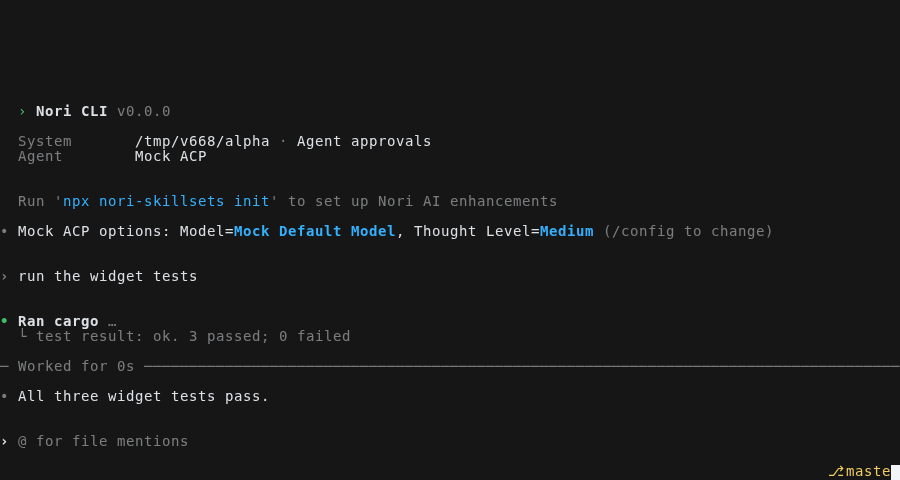 › Nori CLI v0.0.0
System /tmp/v668/alpha · Agent approvals
Agent Mock ACP
Run 'npx nori-skillsets init' to set up Nori AI enhancements
• Mock ACP options: Model=Mock Default Model, Thought Level=Medium (/config to change)
› run the widget tests
• Ran cargo …
└ test result: ok. 3 passed; 0 failed
─ Worked for 0s ─
• All three widget tests pass.
› @ for file mentions
⎇maste